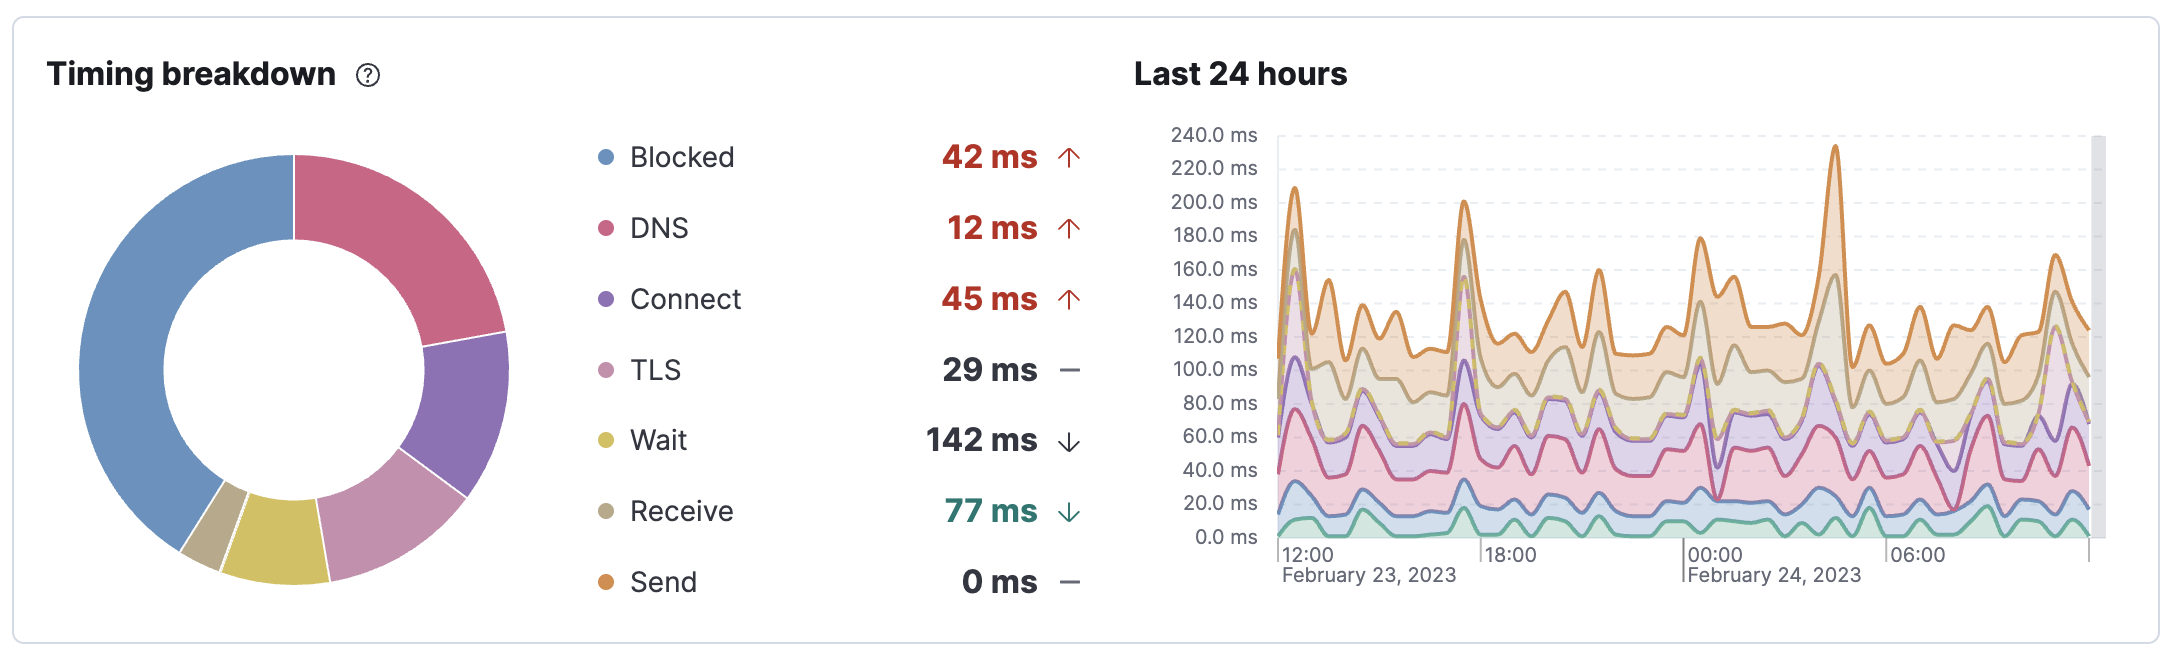 Timing breakdown
Blocked 42 ms ↑
DNS 12 ms ↑
Connect 45 ms ↑
TLS 29 ms —
Wait 142 ms ↓
Receive 77 ms ↓
Send 0 ms —
Last 24 hours
240.0 ms
220.0 ms
200.0 ms
180.0 ms
160.0 ms
140.0 ms
120.0 ms
100.0 ms
80.0 ms
60.0 ms
40.0 ms
20.0 ms
0.0 ms
12:00 18:00 00:00 06:00
February 23, 2023 February 24, 2023